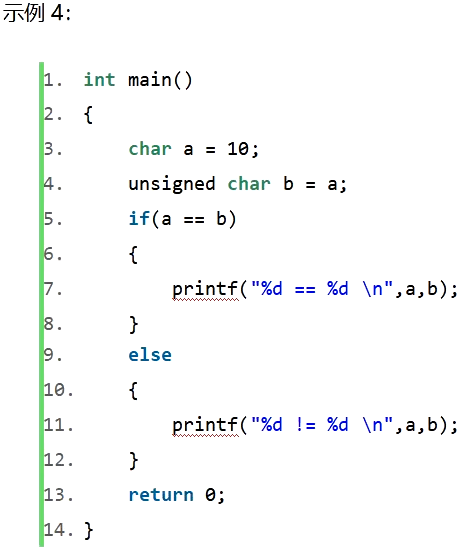 示例 4:
1. int main()
2. {
3.     char a = 10;
4.     unsigned char b = a;
5.     if(a == b)
6.     {
7.         printf("%d == %d \n",a,b);
8.     }
9.     else
10.     {
11.         printf("%d != %d \n",a,b);
12.     }
13.     return 0;
14. }